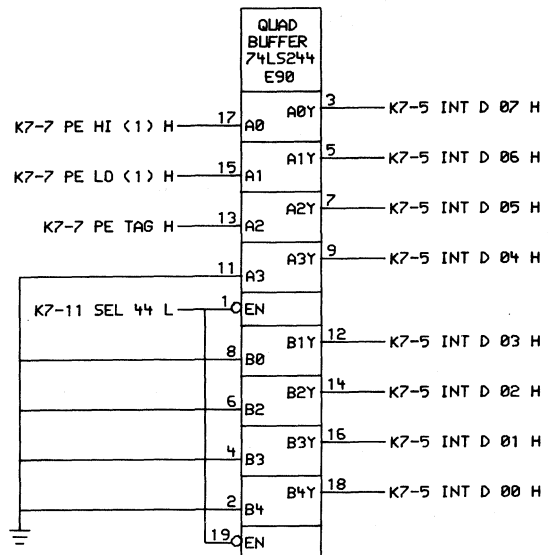 QUAD
BUFFER
74LS244
E90
K7-7 PE HI (1) H 17 A0 A0Y 3 K7-5 INT D 07 H
K7-7 PE LO (1) H 15 A1 A1Y 5 K7-5 INT D 06 H
K7-7 PE TAG H 13 A2 A2Y 7 K7-5 INT D 05 H
11 A3 A3Y 9 K7-5 INT D 04 H
K7-11 SEL 44 L 1 EN
8 B0 B1Y 12 K7-5 INT D 03 H
6 B2 B2Y 14 K7-5 INT D 02 H
4 B3 B3Y 16 K7-5 INT D 01 H
2 B4 B4Y 18 K7-5 INT D 00 H
19 EN